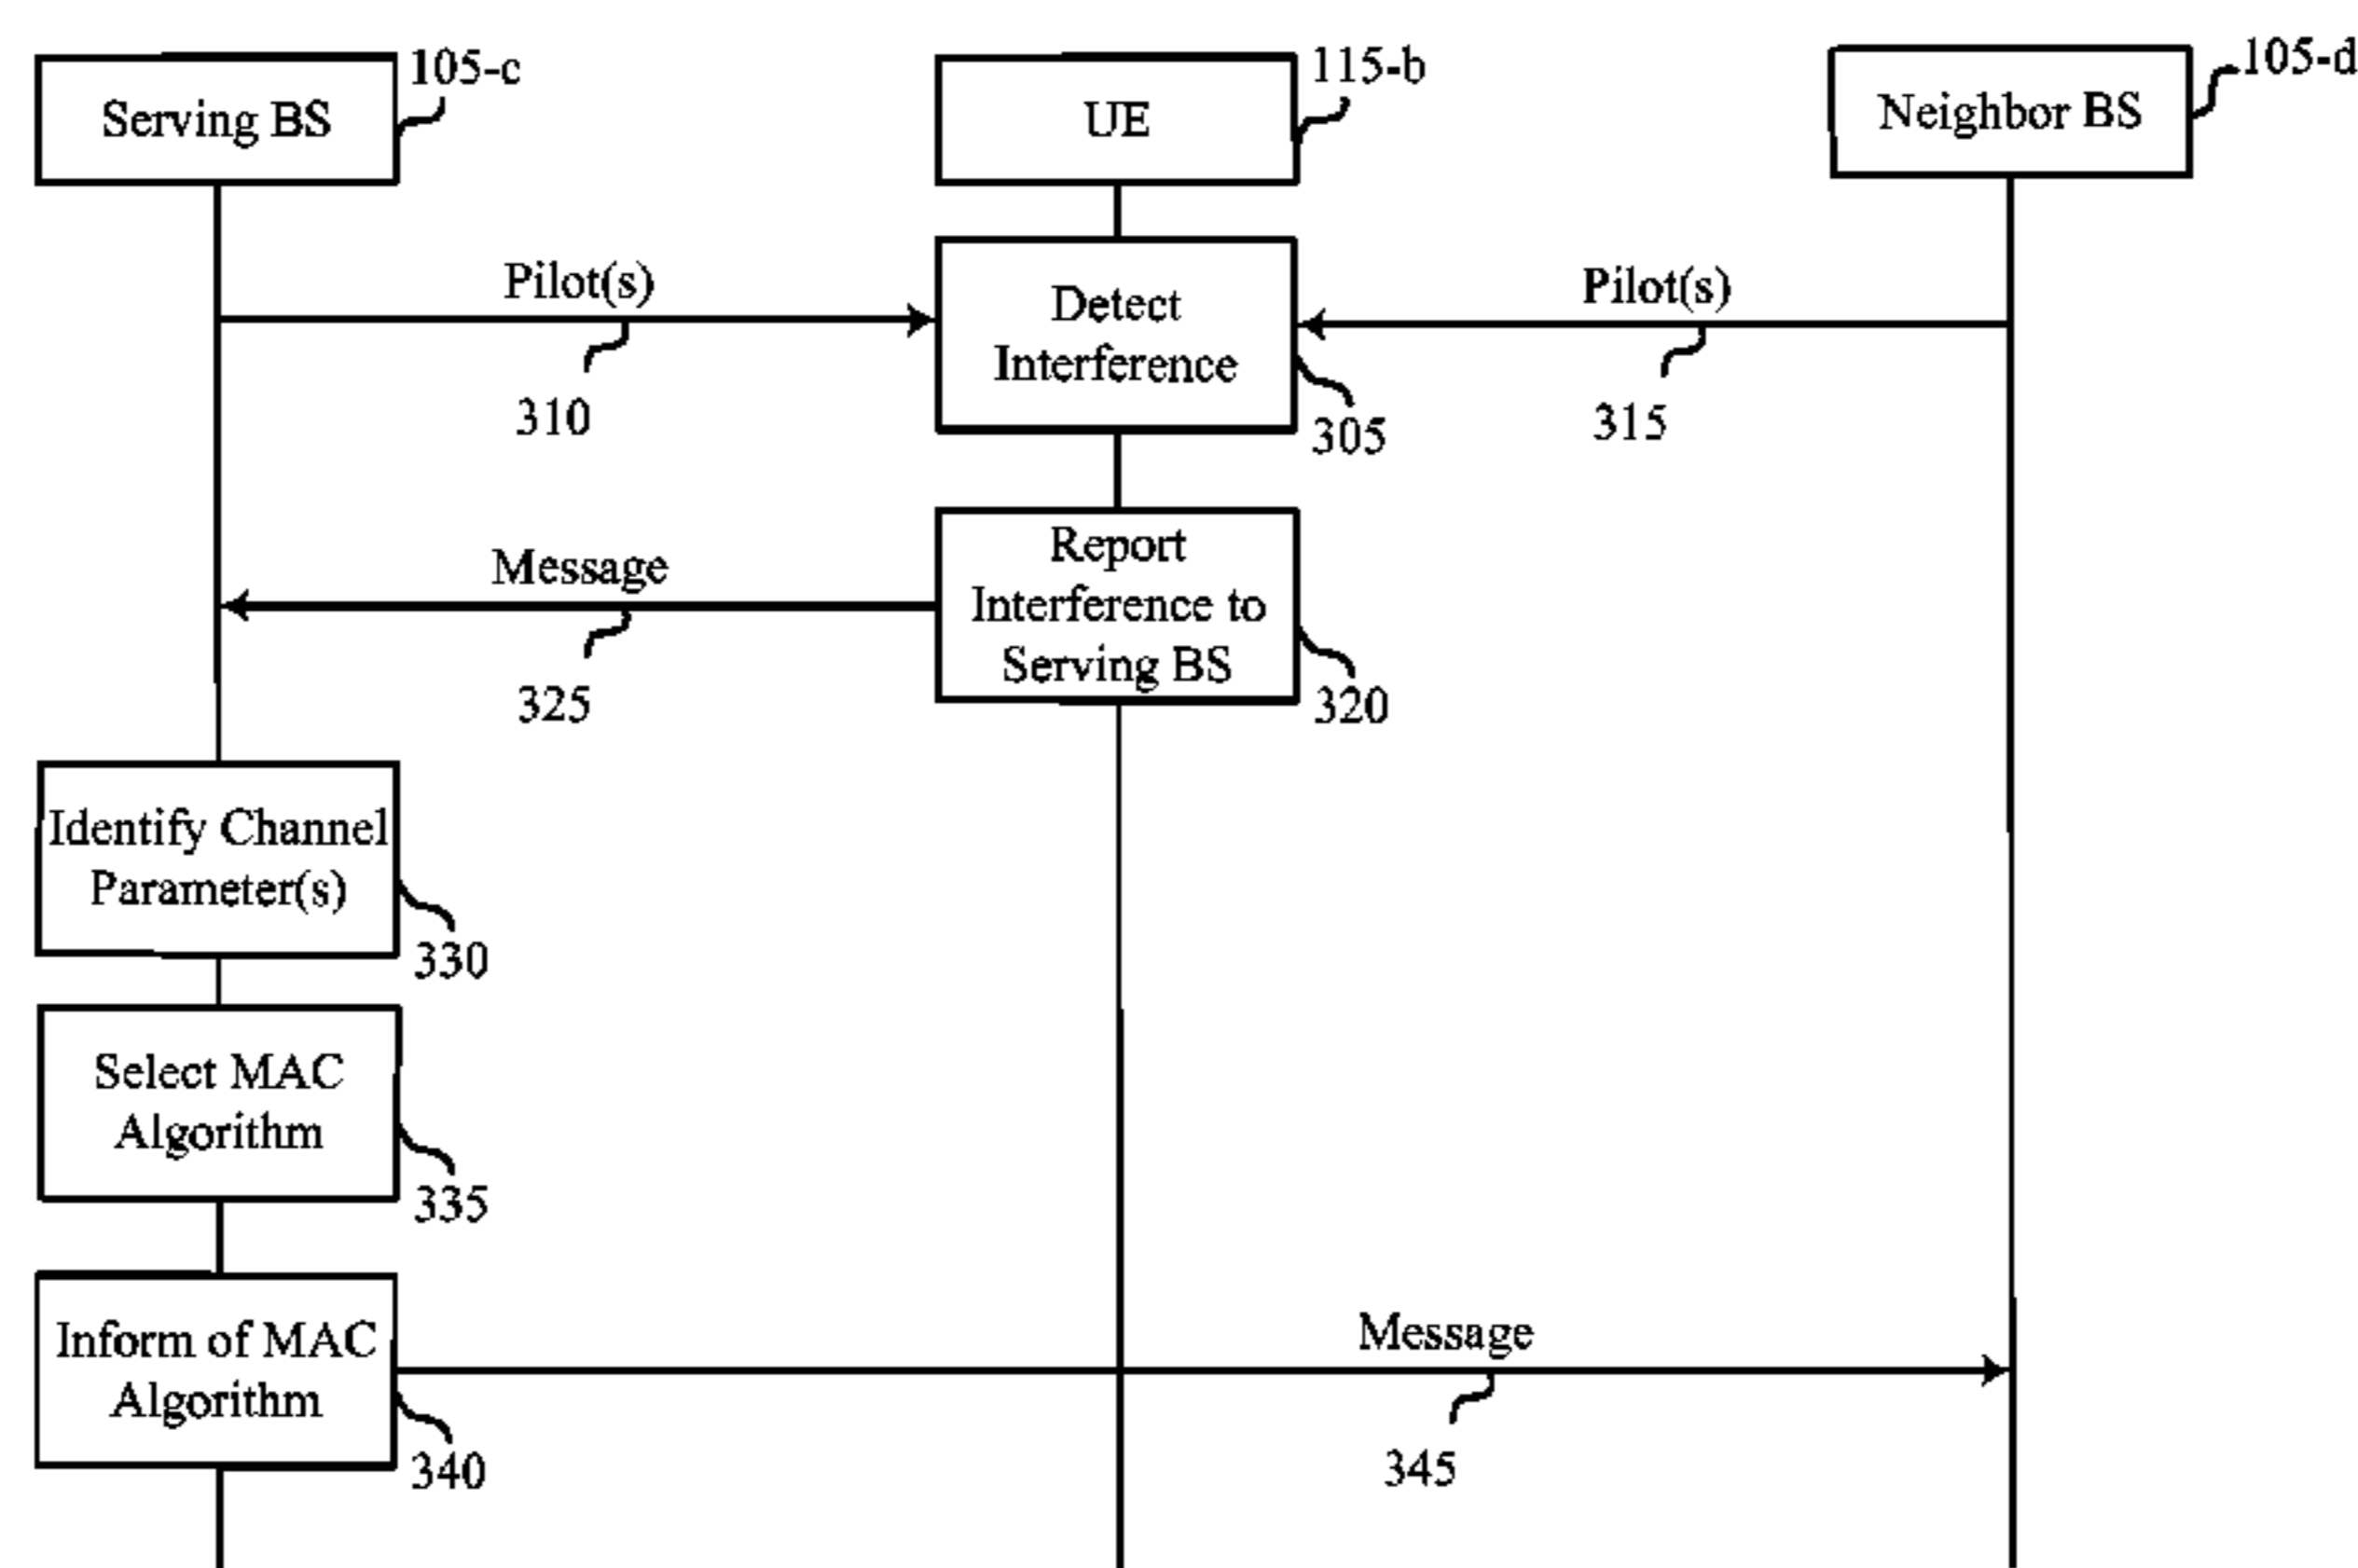 Serving BS
105-c
UE
115-b
Neighbor BS
105-d
Pilot(s)
310
Detect
Interference
305
Pilot(s)
315
Message
325
Report
Interference to
Serving BS
320
Identify Channel
Parameter(s)
330
Select MAC
Algorithm
335
Inform of MAC
Algorithm
340
Message
345